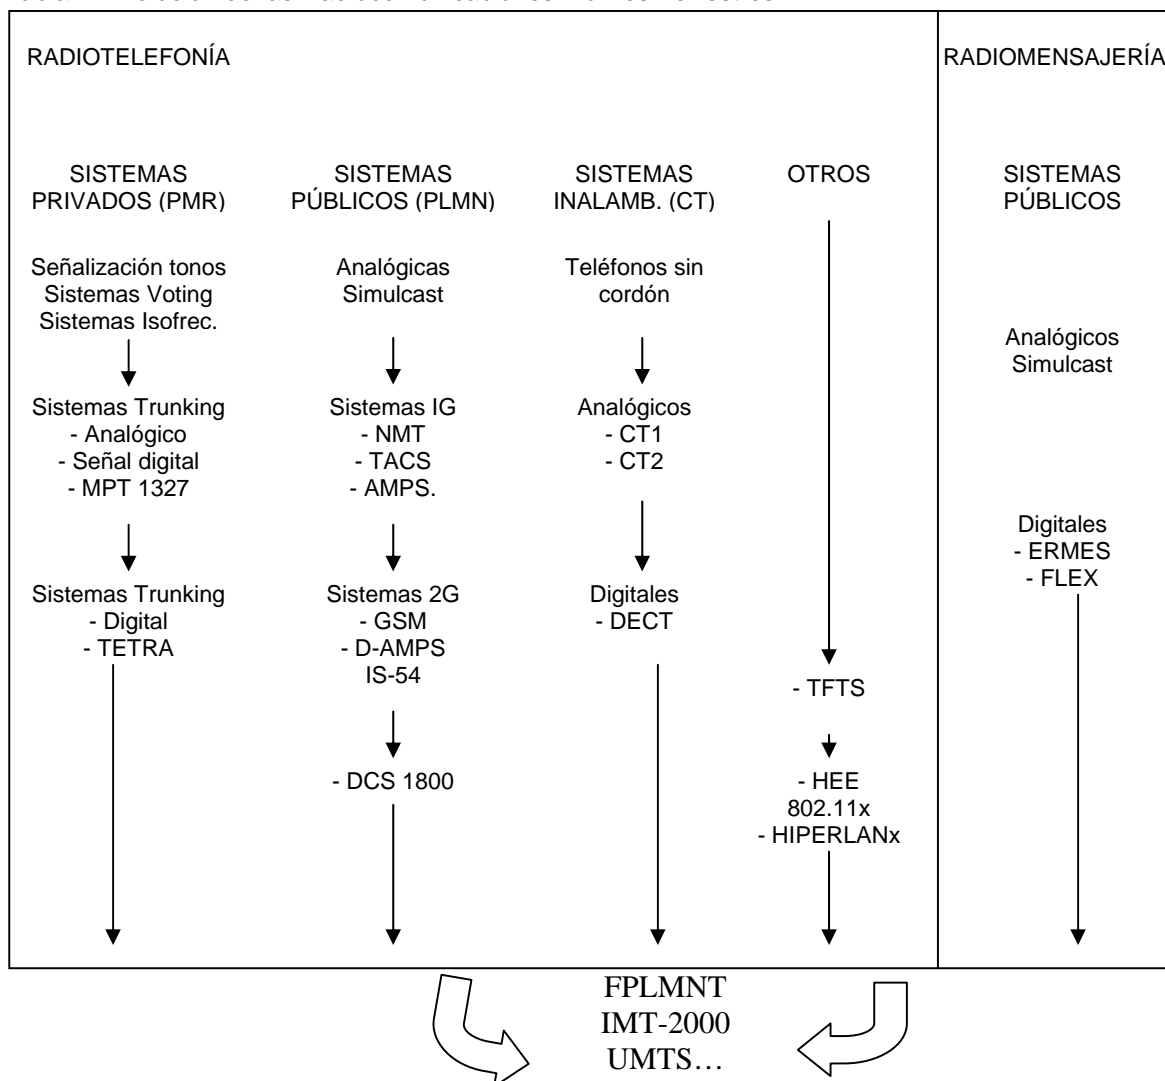 RADIOTELEFONÍA
RADIOMENSAJERÍA
SISTEMAS
PRIVADOS (PMR)
Señalización tonos
Sistemas Voting
Sistemas Isofrec.
Sistemas Trunking
- Analógico
- Señal digital
- MPT 1327
Sistemas Trunking
- Digital
- TETRA
SISTEMAS
PÚBLICOS (PLMN)
Analógicas
Simulcast
Sistemas IG
- NMT
- TACS
- AMPS.
Sistemas 2G
- GSM
- D-AMPS
IS-54
- DCS 1800
SISTEMAS
INALAMB. (CT)
Teléfonos sin
cordón
Analógicos
- CT1
- CT2
Digitales
- DECT
OTROS
- TFTS
- HEE
802.11x
- HIPERLANx
SISTEMAS
PÚBLICOS
Analógicos
Simulcast
Digitales
- ERMES
- FLEX
FPLMNT
IMT-2000
UMTS…